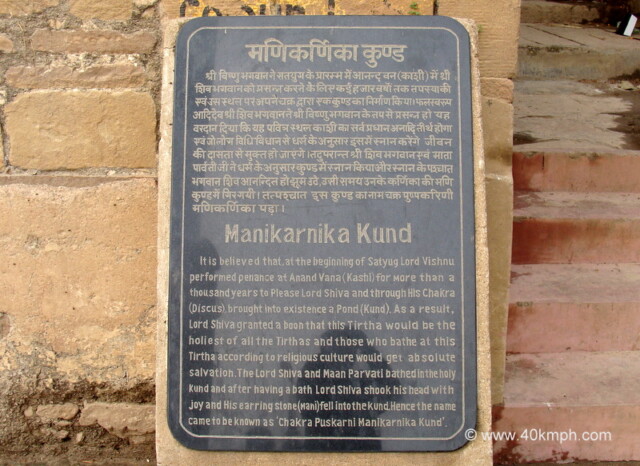 मणिकर्णिका कुण्ड
श्री विष्णु भगवान ने सतयुग के प्रारम्भ में आनन्द वन (काशी) में श्री
शिव भगवान को प्रसन्न करने के लिए कई हजार वर्षो तक तपस्या की
एवं इस स्थल पर अपने चक्र द्वारा एक कुण्ड का निर्माण किया। फलस्वरूप
आदिदेव श्री शिव भगवान ने श्री विष्णु भगवान के तप से प्रसन्न हो यह
वरदान दिया कि यह पवित्र स्थल काशी का सर्व प्रधान अनादि तीर्थ होगा
एवं जो लोग विधि विधान से धर्म के अनुसार इसमें स्नान करेंगे जीवन
की दासता से मुक्त हो जाएंगे। तदुपरान्त श्री शिव भगवान एवं माता
पार्वती जी ने धर्म के अनुसार कुण्ड में स्नान किया और स्नान के पश्चात
भगवान शिव आनन्दित हो झूम उठे, उसी समय उनके कर्णिका की मणि
कुण्ड में गिर गयी। तत्पश्चात इस कुण्ड का नाम चक्र पुष्करिणी
मणिकर्णिका पड़ा।
Manikarnika Kund
It is believed that, at the beginning of Satyug Lord Vishnu
performed penance at Anand Vana (Kashi) for More than a
thousand years to Please Lord Shiva and through His Chakra
(Discus) brought into existence a Pond (Kund). As a result,
Lord Shiva granted a boon that this Tirtha would be the
holiest of all the Tirthas and those who bathe at this
Tirtha according to religious culture would get absolute
salvation. The Lord Shiva and Maan Parvati bathed in the holy
Kund and after having a bath Lord Shiva shook his head with
joy and His earring stone (Mani) fell into the Kund. Hence the name
came to be known as 'Chakra Puskarni Manikarnika Kund'.
© www.40kmph.com